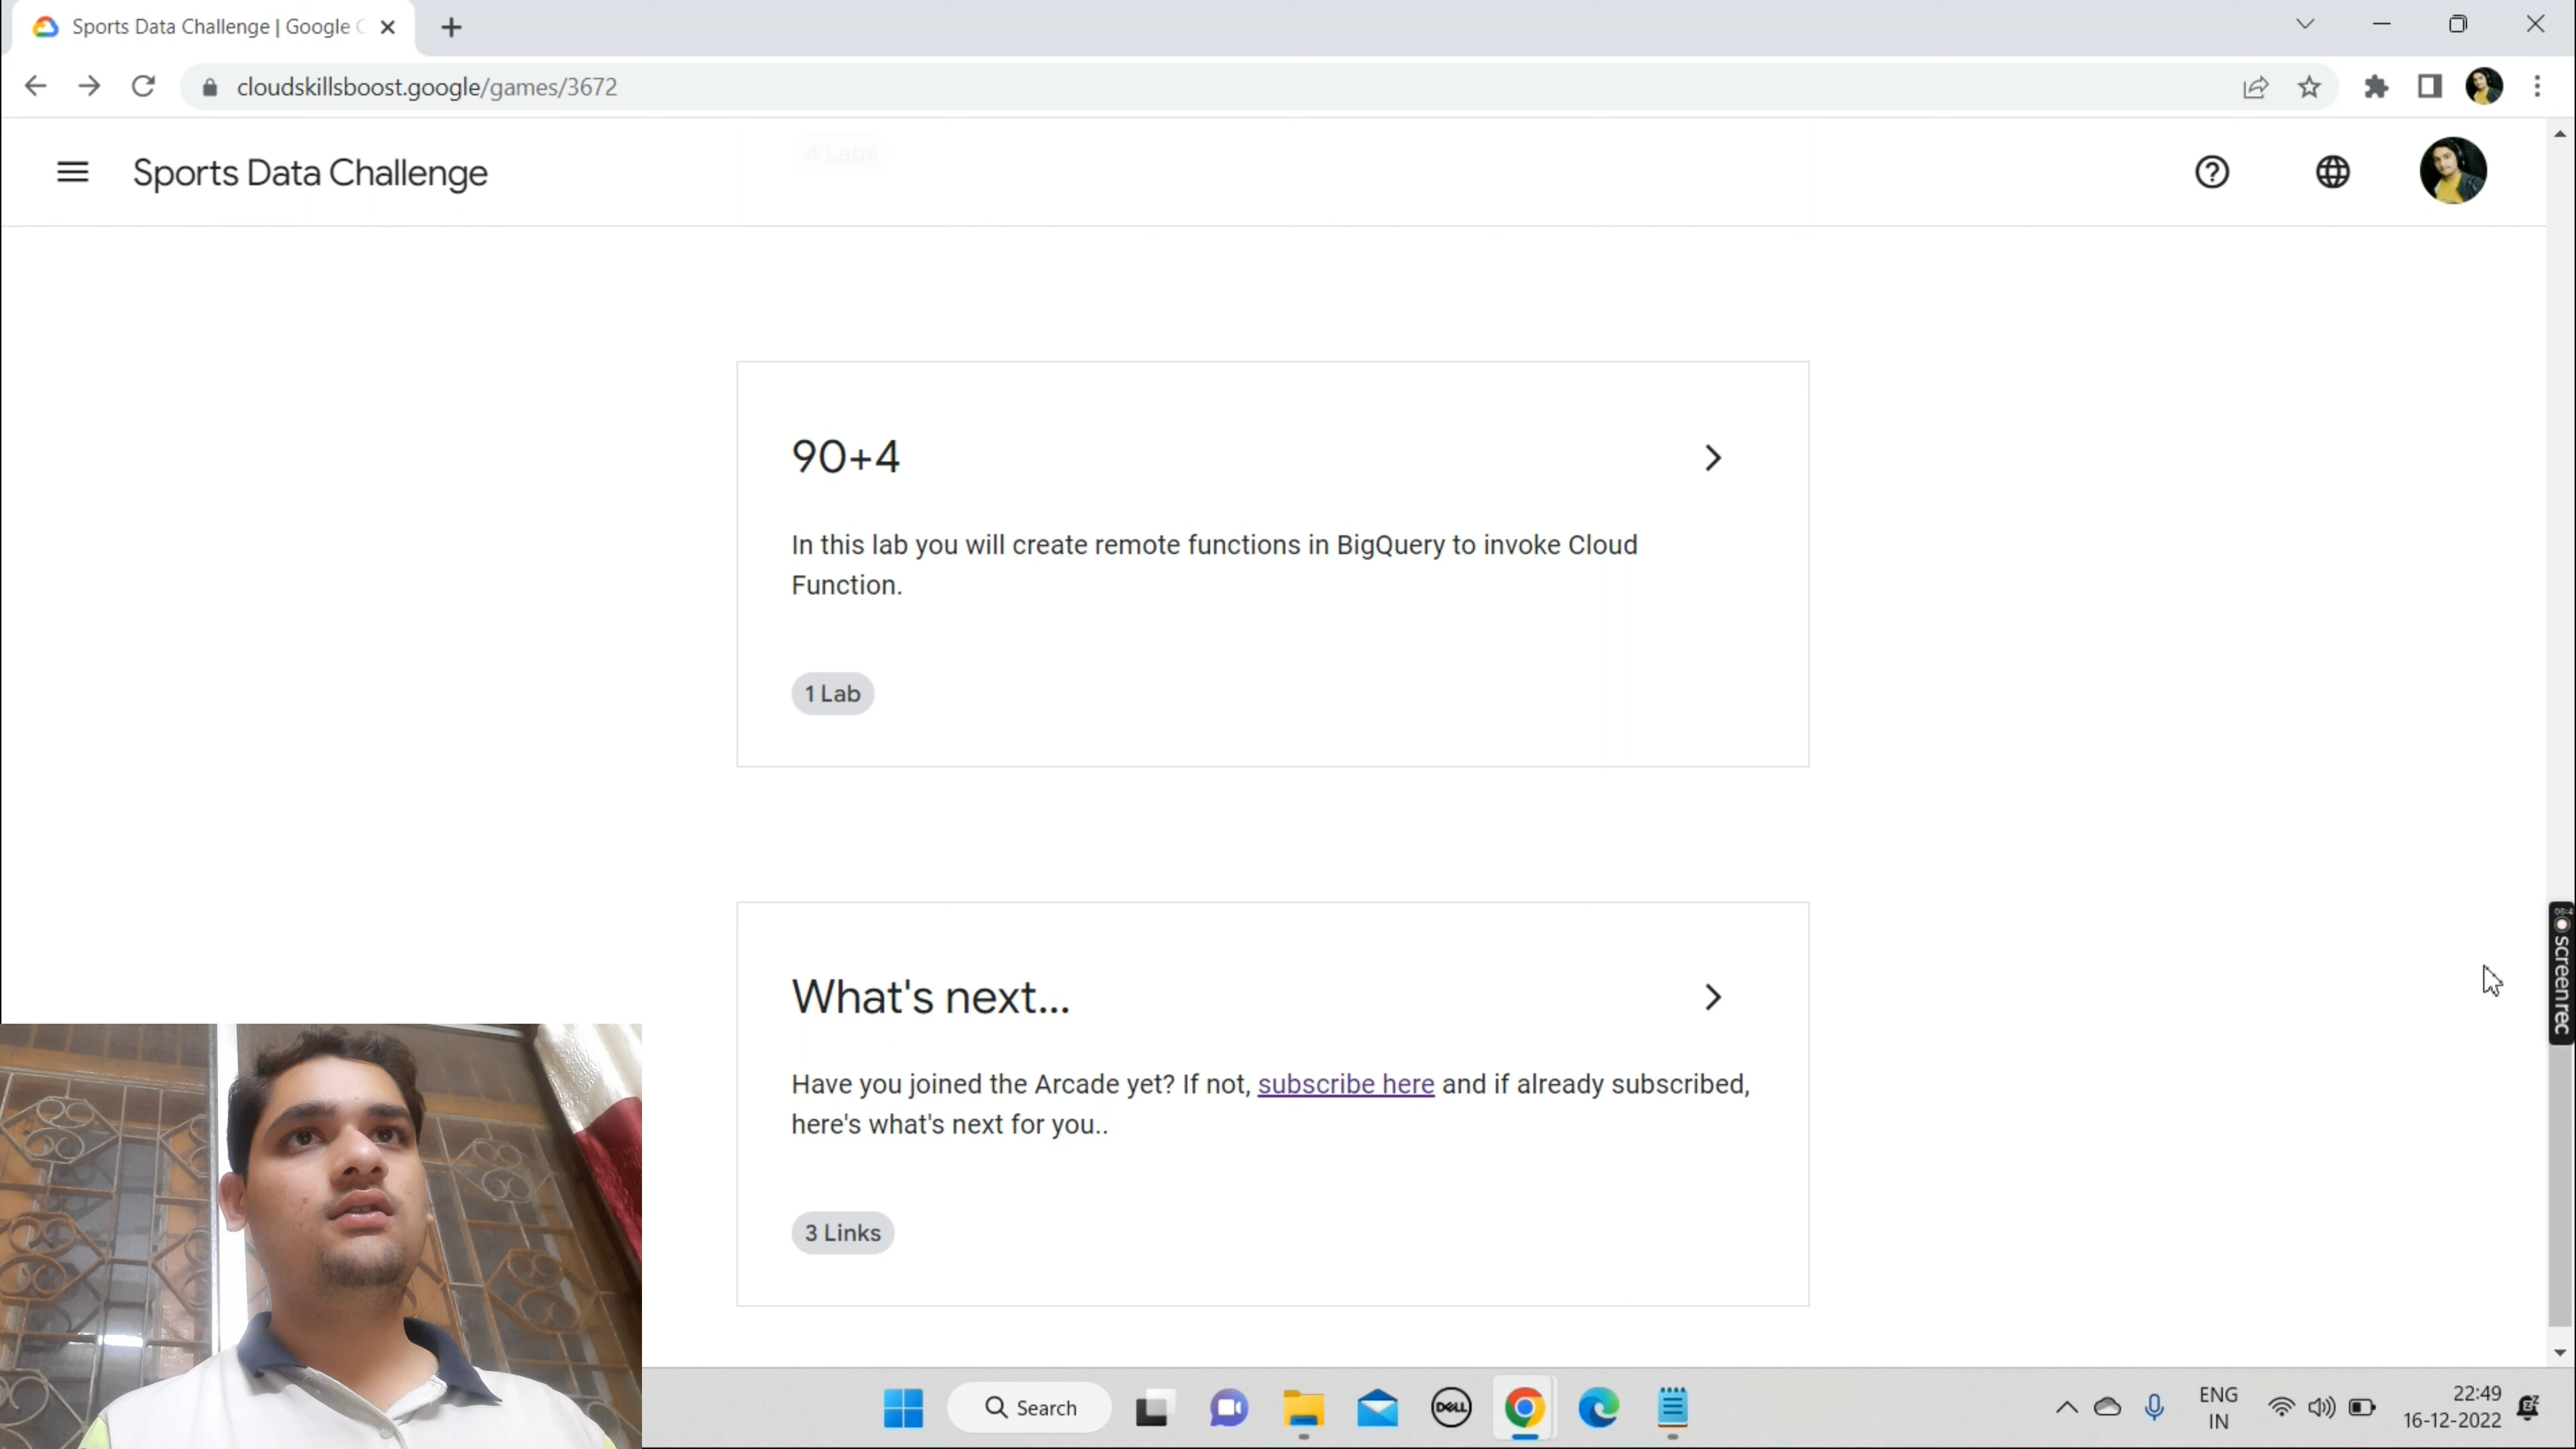 Sports Data Challenge | Google C
cloudskillsboost.google/games/3672
4 Labs
Sports Data Challenge
90+4
In this lab you will create remote functions in BigQuery to invoke Cloud
Function.
1 Lab
What's next...
Have you joined the Arcade yet? If not, subscribe here and if already subscribed,
here's what's next for you..
3 Links
screenrec
Search
DELL
ENG
IN
22:49
16-12-2022